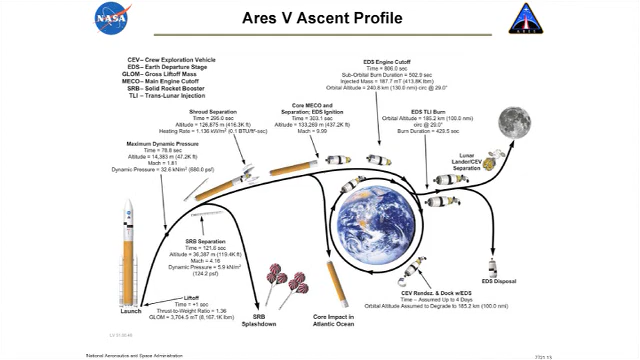 NASA
Ares V Ascent Profile
CEV– Crew Exploration Vehicle
EDS– Earth Departure Stage
GLOM– Gross Liftoff Mass
MECO– Main Engine Cutoff
SRB– Solid Rocket Booster
TLI – Trans-Lunar Injection
EDS Engine Cutoff
Time = 806.0 sec
Sub-Orbital Burn Duration = 502.9 sec
Injected Mass = 187.7 mT (413.8K lbm)
Orbital Altitude = 240.8 km (130.0 nmi) circ @ 29.0°
Shroud Separation
Time = 295.0 sec
Altitude = 126,875 m (416.3K ft)
Heating Rate = 1.136 kW/m² (0.1 BTU/ft²-sec)
Core MECO and
Separation; EDS Ignition
Time = 303.1 sec
Altitude = 133,269 m (437.2K ft)
Mach = 9.99
EDS TLI Burn
Orbital Altitude = 185.2 km (100.0 nmi)
circ @ 29.0°
Burn Duration = 429.5 sec
Maximum Dynamic Pressure
Time = 78.8 sec
Altitude = 14,383 m (47.2K ft)
Mach = 1.81
Dynamic Pressure = 32.6 kN/m² (680.0 psf)
Lunar
Lander/CEV
Separation
SRB Separation
Time = 121.6 sec
Altitude = 36,387 m (119.4K ft)
Mach = 4.16
Dynamic Pressure = 5.9 kN/m²
(124.2 psf)
EDS Disposal
Liftoff
Time = +1 sec
Thrust-to-Weight Ratio = 1.36
GLOM = 3,704.5 mT (8,167.1K lbm)
Launch
SRB
Splashdown
Core Impact in
Atlantic Ocean
CEV Rendez. & Dock w/EDS
Time – Assumed Up to 4 Days
Orbital Altitude Assumed to Degrade to 185.2 km (100.0 nmi)
National Aeronautics and Space Administration